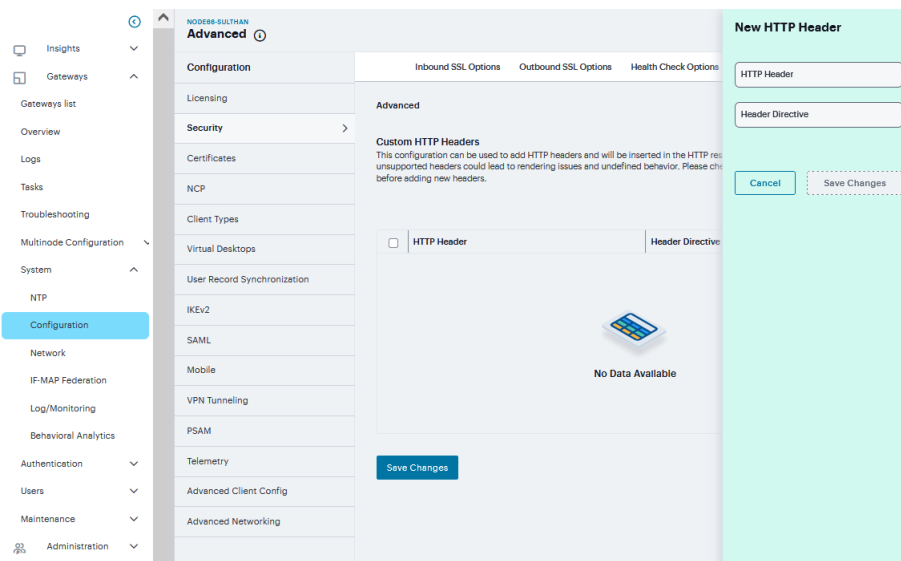 Insights
Gateways
Gateways list
Overview
Logs
Tasks
Troubleshooting
Multinode Configuration
System
NTP
Configuration
Network
IF-MAP Federation
Log/Monitoring
Behavioral Analytics
Authentication
Users
Maintenance
Administration
NODE88-SULTHAN
Advanced
Configuration
Licensing
Security
Certificates
NCP
Client Types
Virtual Desktops
User Record Synchronization
IKEv2
SAML
Mobile
VPN Tunneling
PSAM
Telemetry
Advanced Client Config
Advanced Networking
Inbound SSL Options Outbound SSL Options Health Check Options
Advanced
Custom HTTP Headers
This configuration can be used to add HTTP headers and will be inserted in the HTTP res
unsupported headers could lead to rendering issues and undefined behavior. Please che
before adding new headers.
HTTP Header Header Directive
No Data Available
Save Changes
New HTTP Header
HTTP Header
Header Directive
Cancel Save Changes